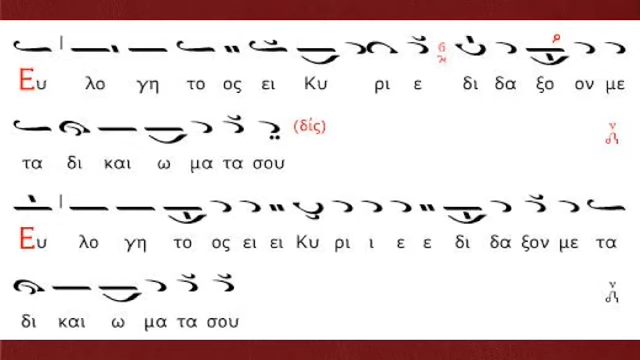 Ευ λο γη το ος ει Κυ ρι ε δι δα ξο ον με
τα δι και ω μα τα σου (δίς)
Ευ λο γη το ος ει ει Κυ ρι ι ε ε δι δα ξον με τα
δι και ω μα τα σου